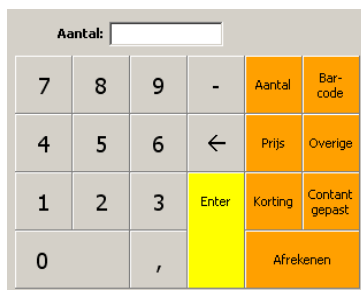 Aantal:
7 8 9 - Aantal Bar-
code
4 5 6 ← Prijs Overige
1 2 3 Enter Korting Contant
gepast
0 , Afrekenen